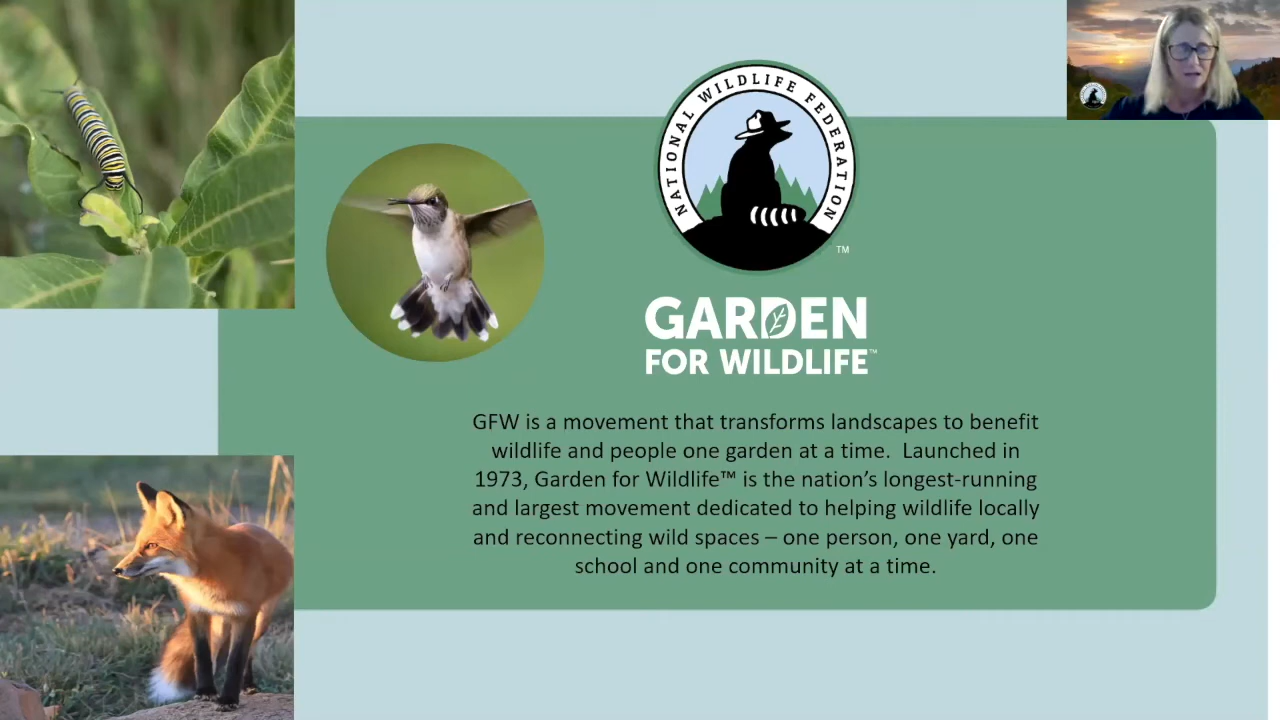 NATIONAL WILDLIFE FEDERATION
™
GARDEN
FOR WILDLIFE™
GFW is a movement that transforms landscapes to benefit
wildlife and people one garden at a time.  Launched in
1973, Garden for Wildlife™ is the nation’s longest-running
and largest movement dedicated to helping wildlife locally
and reconnecting wild spaces – one person, one yard, one
school and one community at a time.